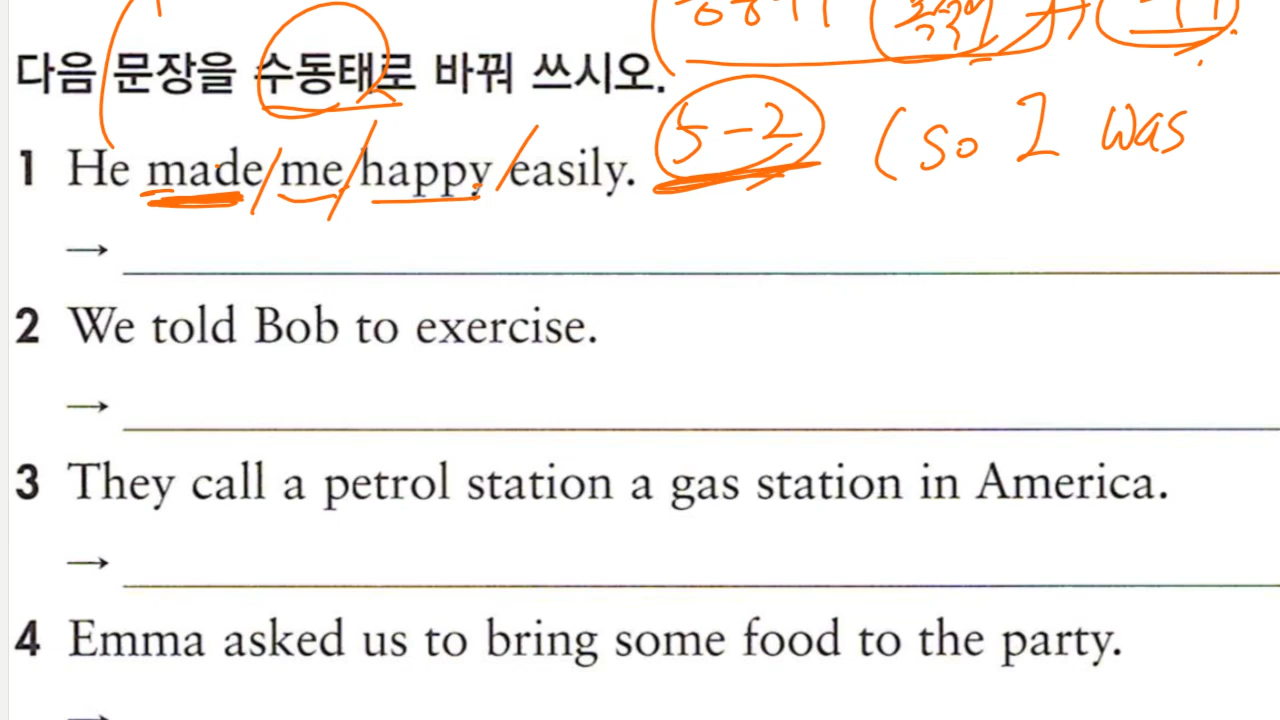 다음 문장을 수동태로 바꿔 쓰시오.
1 He made/me/happy/easily. 5-2 (so I was
→
2 We told Bob to exercise.
→
3 They call a petrol station a gas station in America.
→
4 Emma asked us to bring some food to the party.
→